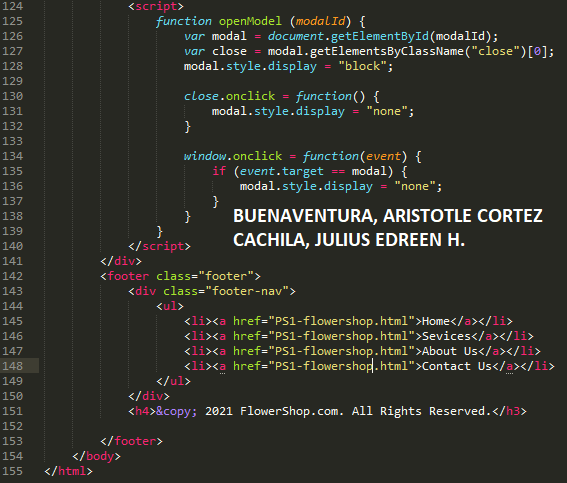 124 <script>
125 function openModel (modalId) {
126 var modal = document.getElementById(modalId);
127 var close = modal.getElementsByClassName("close")[0];
128 modal.style.display = "block";
129
130 close.onclick = function() {
131 modal.style.display = "none";
132 }
133
134 window.onclick = function(event) {
135 if (event.target == modal) {
136 modal.style.display = "none";
137 }
138 }
139 }
140 </script>
BUENAVENTURA, ARISTOTLE CORTEZ
CACHILA, JULIUS EDREEN H.
141 </div>
142 <footer class="footer">
143 <div class="footer-nav">
144 <ul>
145 <li><a href="PS1-flowershop.html">Home</a></li>
146 <li><a href="PS1-flowershop.html">Sevices</a></li>
147 <li><a href="PS1-flowershop.html">About Us</a></li>
148 <li><a href="PS1-flowershop.html">Contact Us</a></li>
149 </ul>
150 </div>
151 <h4>&copy; 2021 FlowerShop.com. All Rights Reserved.</h3>
152
153 </footer>
154 </body>
155 </html>